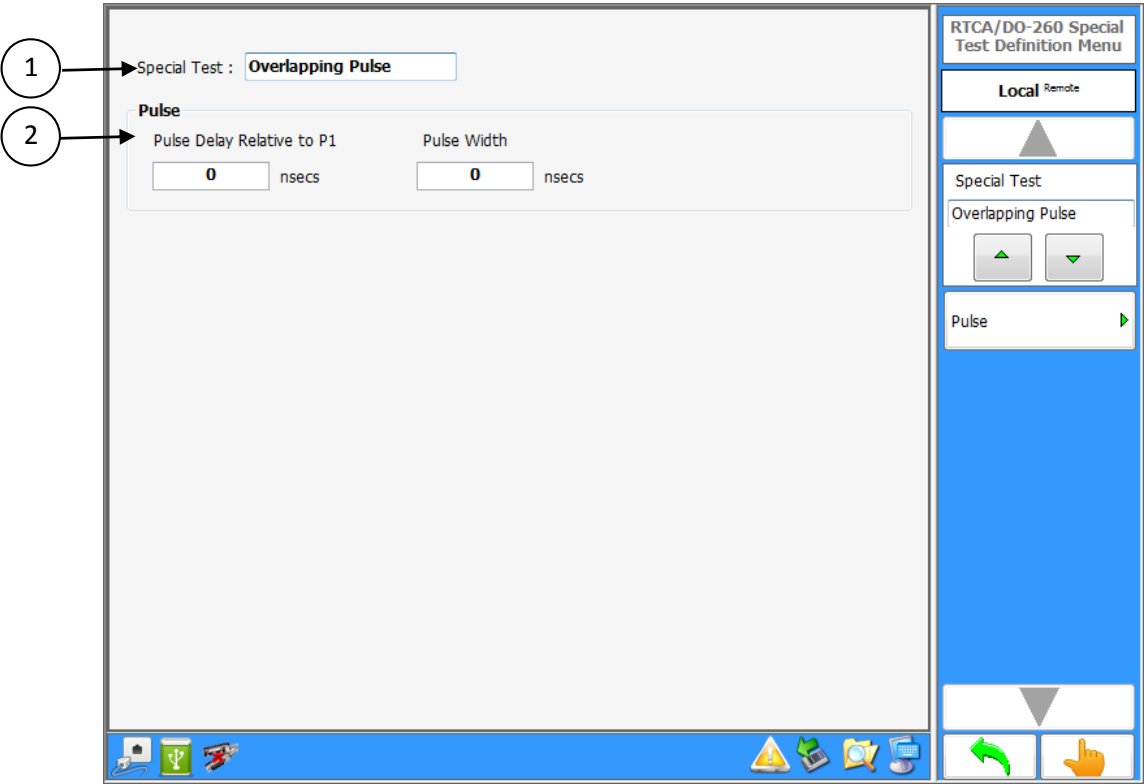 1
Special Test : Overlapping Pulse
2
Pulse
Pulse Delay Relative to P1 Pulse Width
0 nsecs 0 nsecs
RTCA/DO-260 Special
Test Definition Menu
Local Remote
Special Test
Overlapping Pulse
Pulse